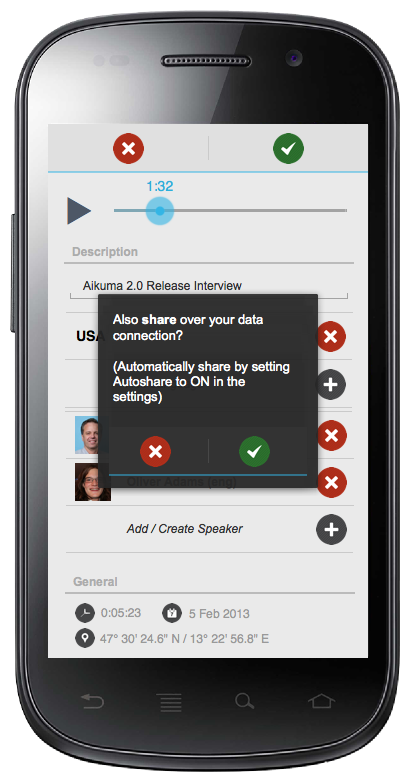 1:32
Description
Aikuma 2.0 Release Interview
USA
Also share over your data
connection?
(Automatically share by setting
Autoshare to ON in the
settings)
Oliver Adams (eng)
Add / Create Speaker
General
0:05:23
7
5 Feb 2013
47° 30' 24.6" N / 13° 22' 56.8" E